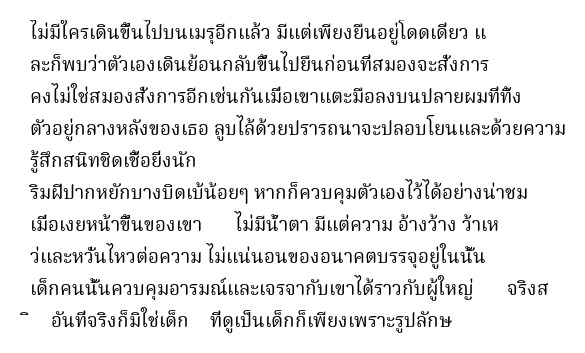 ไม่มีใครเดินขึ้นไปบนเมรุอีกแล้ว มีแต่เพียงยืนอยู่โดดเดียว แ
ละก็พบว่าตัวเองเดินย้อนกลับขึ้นไปยืนก่อนที่สมองจะสั่งการ
คงไม่ใช่สมองสั่งการอีกเช่นกันเมื่อเขาแตะมือลงบนปลายผมที่ทิ้ง
ตัวอยู่กลางหลังของเธอ ลูบไล้ด้วยปรารถนาจะปลอบโยนและด้วยความ
รู้สึกสนิทชิดเชื้อยิ่งนัก
ริมฝีปากหยักบางบิดเบ้น้อยๆ หากก็ควบคุมตัวเองไว้ได้อย่างน่าชม
เมื่อเงยหน้าขึ้นของเขา ไม่มีน้ำตา มีแต่ความ อ้างว้าง ว้าเห
ว่และหวั่นไหวต่อความ ไม่แน่นอนของอนาคตบรรจุอยู่ในนั้น
เด็กคนนั้นควบคุมอารมณ์และเจรจากับเขาได้ราวกับผู้ใหญ่ จริงส
ิ อันที่จริงก็มิใช่เด็ก ที่ดูเป็นเด็กก็เพียงเพราะรูปลักษ